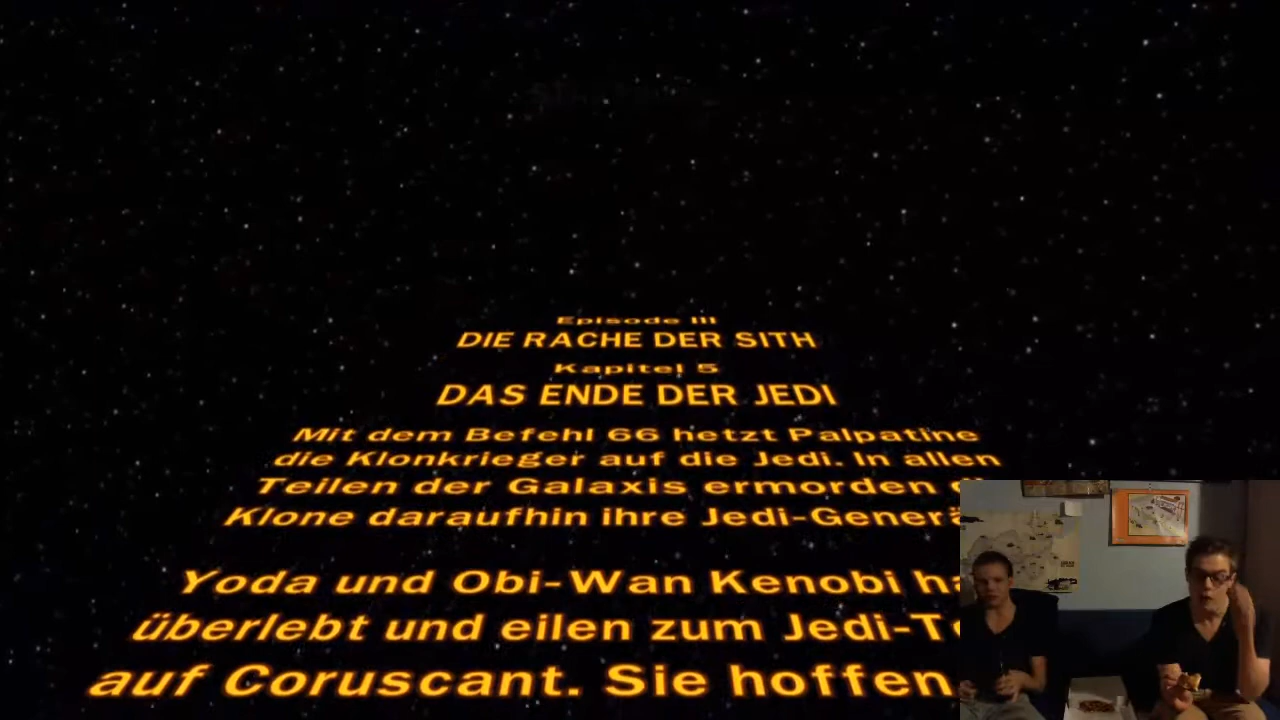 Episode III
DIE RACHE DER SITH
Kapitel 5
DAS ENDE DER JEDI
Mit dem Befehl 66 hetzt Palpatine
die Klonkrieger auf die Jedi. In allen
Teilen der Galaxis ermorden
Klone daraufhin ihre
Yoda und Obi-Wan Kenobi
überlebt und eilen zum
auf Coruscant. Sie hoffen